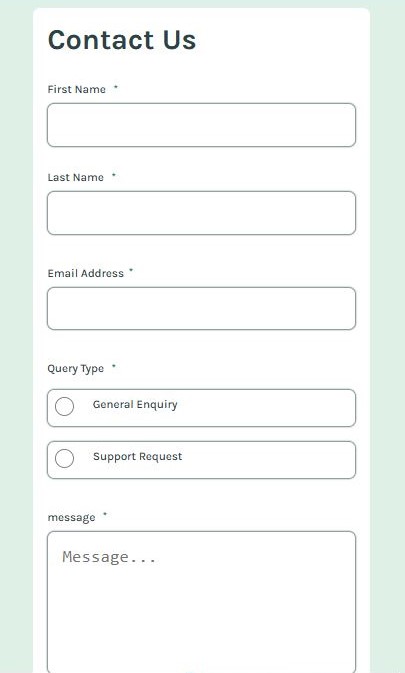 Contact Us
First Name *
Last Name *
Email Address *
Query Type *
General Enquiry
Support Request
message *
Message...